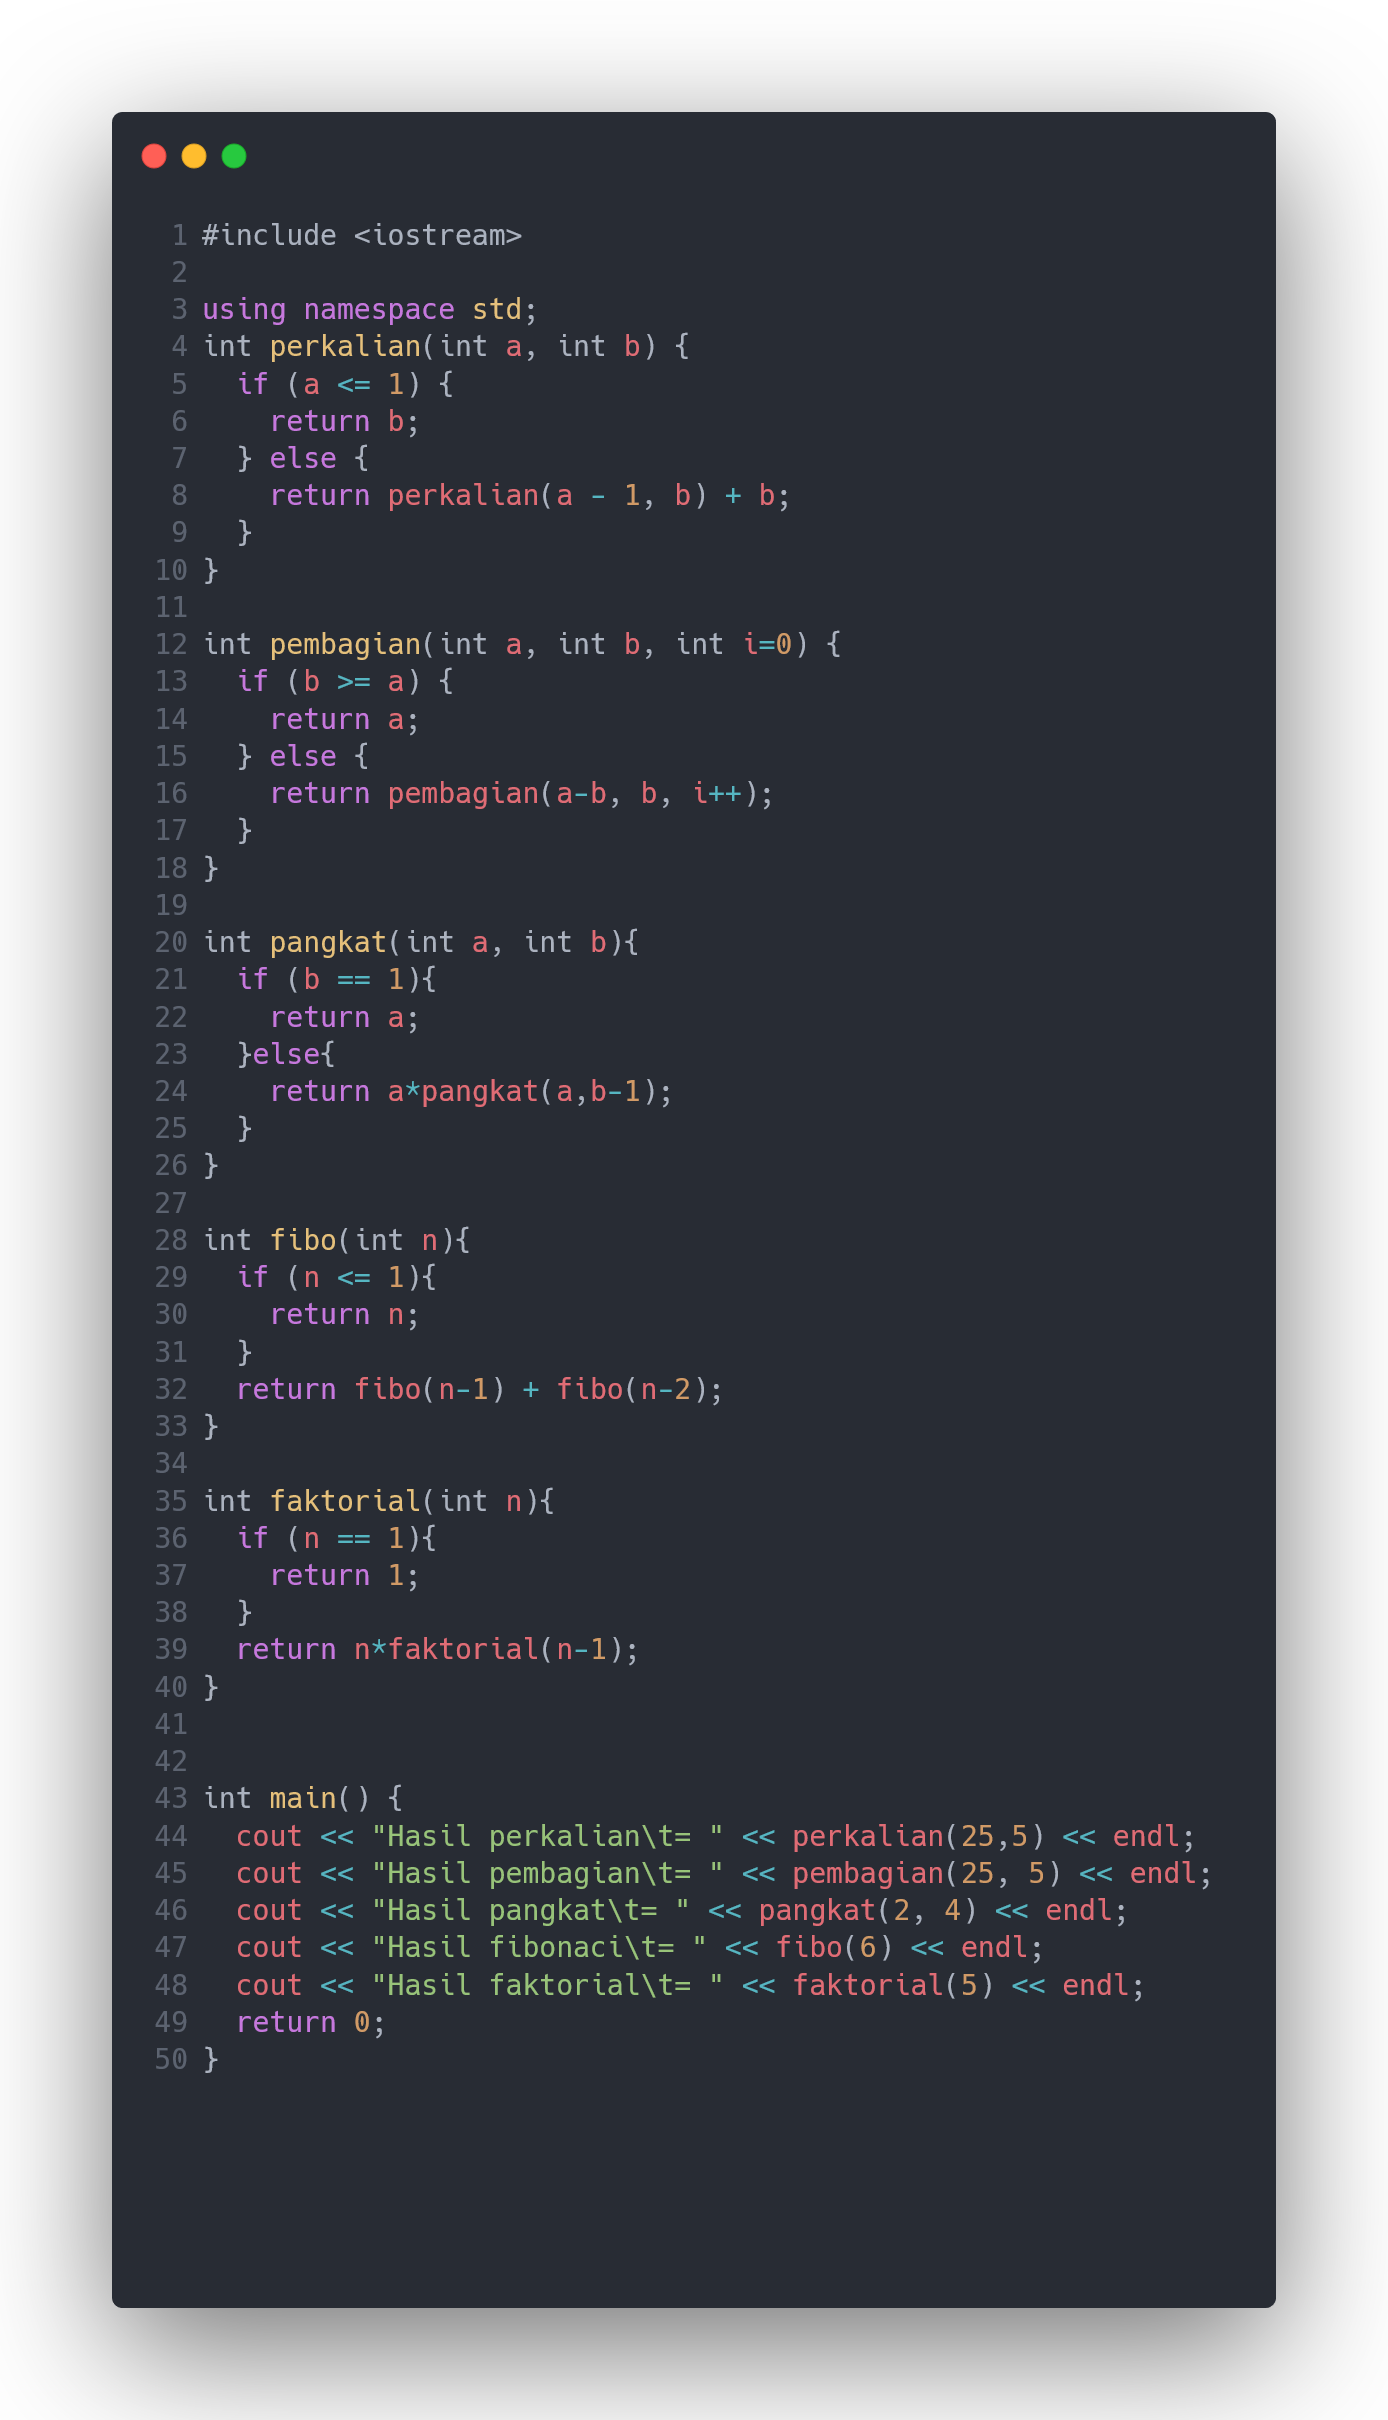 1 #include <iostream>
2
3 using namespace std;
4 int perkalian(int a, int b) {
5   if (a <= 1) {
6     return b;
7   } else {
8     return perkalian(a - 1, b) + b;
9   }
10 }
11
12 int pembagian(int a, int b, int i=0) {
13   if (b >= a) {
14     return a;
15   } else {
16     return pembagian(a-b, b, i++);
17   }
18 }
19
20 int pangkat(int a, int b){
21   if (b == 1){
22     return a;
23   }else{
24     return a*pangkat(a,b-1);
25   }
26 }
27
28 int fibo(int n){
29   if (n <= 1){
30     return n;
31   }
32   return fibo(n-1) + fibo(n-2);
33 }
34
35 int faktorial(int n){
36   if (n == 1){
37     return 1;
38   }
39   return n*faktorial(n-1);
40 }
41
42
43 int main() {
44   cout << "Hasil perkalian\t= " << perkalian(25,5) << endl;
45   cout << "Hasil pembagian\t= " << pembagian(25, 5) << endl;
46   cout << "Hasil pangkat\t= " << pangkat(2, 4) << endl;
47   cout << "Hasil fibonaci\t= " << fibo(6) << endl;
48   cout << "Hasil faktorial\t= " << faktorial(5) << endl;
49   return 0;
50 }